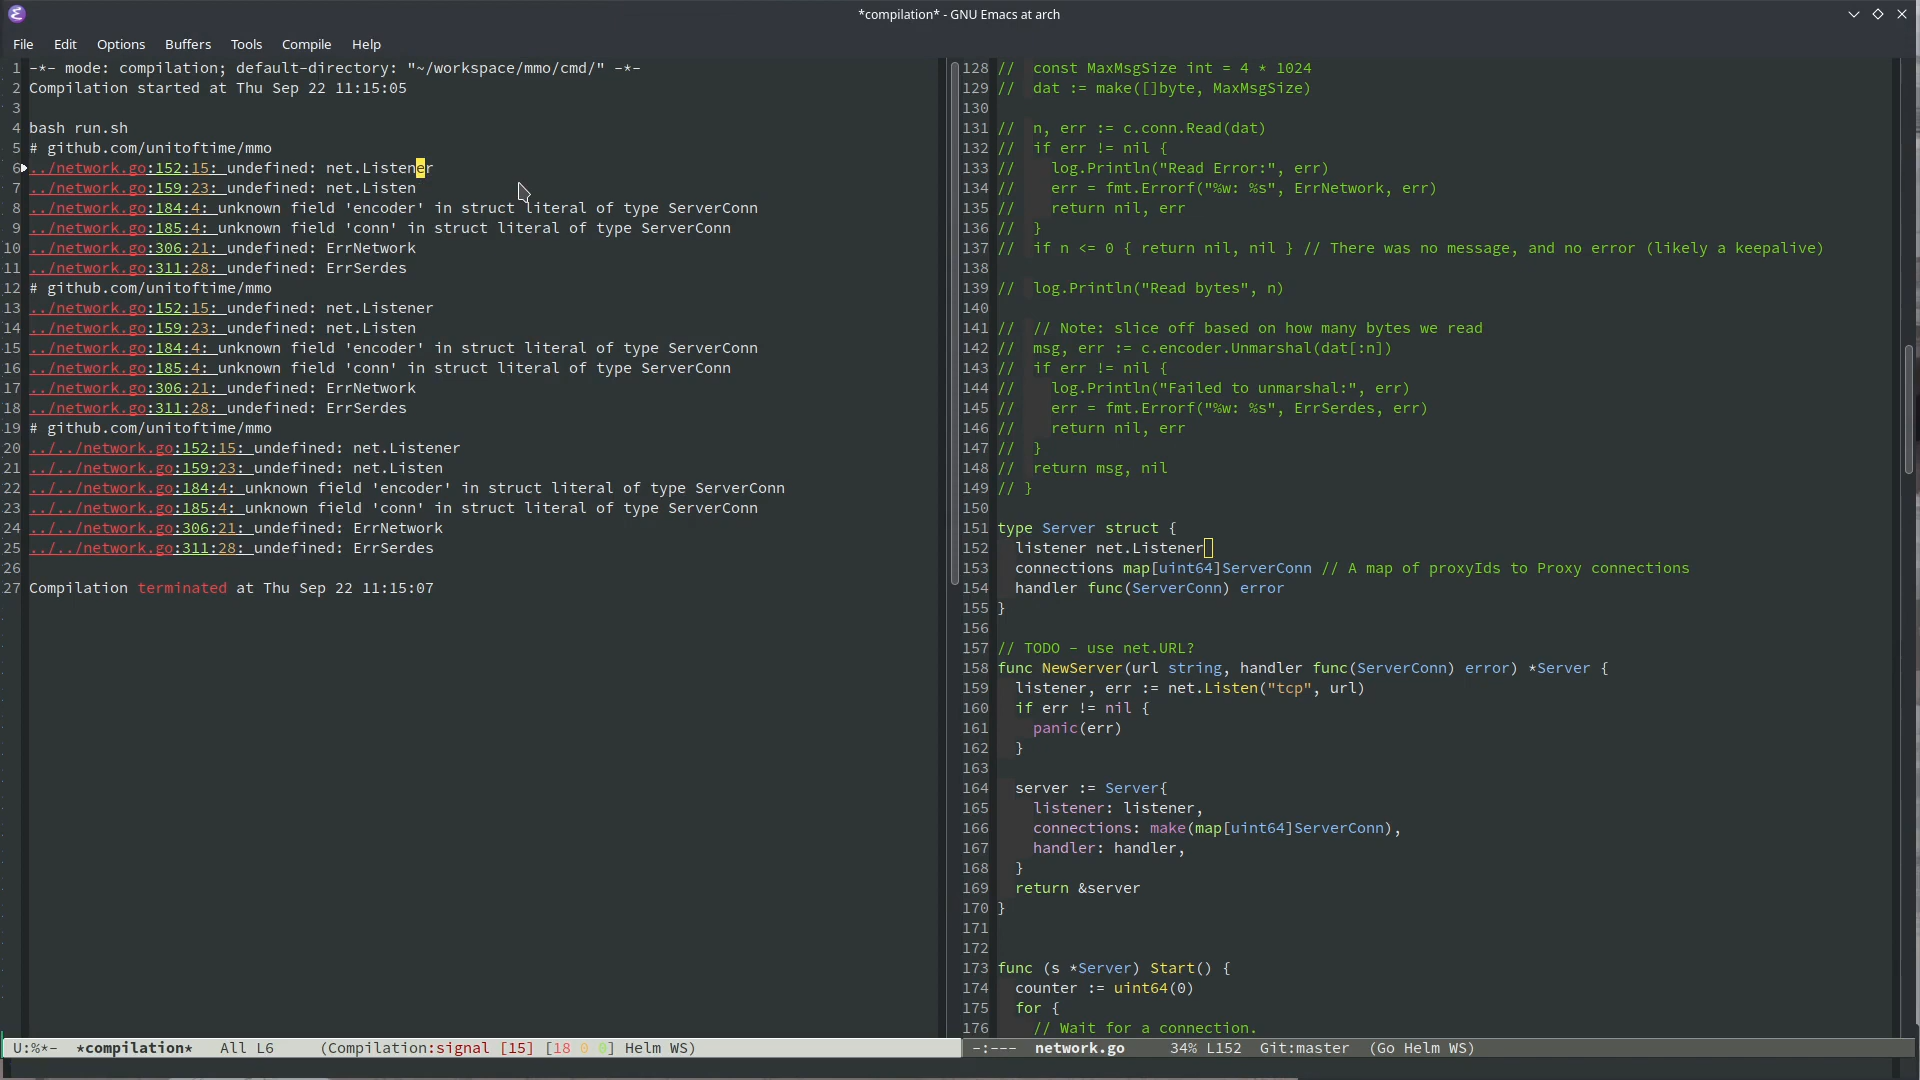 *compilation* - GNU Emacs at arch
File Edit Options Buffers Tools Compile Help
1 -*- mode: compilation; default-directory: "~/workspace/mmo/cmd/" -*-
2 Compilation started at Thu Sep 22 11:15:05
3
4 bash run.sh
5 # github.com/unitoftime/mmo
6 ../network.go:152:15: undefined: net.Listener
7 ../network.go:159:23: undefined: net.Listen
8 ../network.go:184:4: unknown field 'encoder' in struct literal of type ServerConn
9 ../network.go:185:4: unknown field 'conn' in struct literal of type ServerConn
10 ../network.go:306:21: undefined: ErrNetwork
11 ../network.go:311:28: undefined: ErrSerdes
12 # github.com/unitoftime/mmo
13 ../network.go:152:15: undefined: net.Listener
14 ../network.go:159:23: undefined: net.Listen
15 ../network.go:184:4: unknown field 'encoder' in struct literal of type ServerConn
16 ../network.go:185:4: unknown field 'conn' in struct literal of type ServerConn
17 ../network.go:306:21: undefined: ErrNetwork
18 ../network.go:311:28: undefined: ErrSerdes
19 # github.com/unitoftime/mmo
20 ../../network.go:152:15: undefined: net.Listener
21 ../../network.go:159:23: undefined: net.Listen
22 ../../network.go:184:4: unknown field 'encoder' in struct literal of type ServerConn
23 ../../network.go:185:4: unknown field 'conn' in struct literal of type ServerConn
24 ../../network.go:306:21: undefined: ErrNetwork
25 ../../network.go:311:28: undefined: ErrSerdes
26
27 Compilation terminated at Thu Sep 22 11:15:07
U:%*- *compilation* All L6 (Compilation:signal [15] [18 0 0] Helm WS)
128 // const MaxMsgSize int = 4 * 1024
129 // dat := make([]byte, MaxMsgSize)
130
131 // n, err := c.conn.Read(dat)
132 // if err != nil {
133 // log.Println("Read Error:", err)
134 // err = fmt.Errorf("%w: %s", ErrNetwork, err)
135 // return nil, err
136 // }
137 // if n <= 0 { return nil, nil } // There was no message, and no error (likely a keepalive)
138
139 // log.Println("Read bytes", n)
140
141 // // Note: slice off based on how many bytes we read
142 // msg, err := c.encoder.Unmarshal(dat[:n])
143 // if err != nil {
144 // log.Println("Failed to unmarshal:", err)
145 // err = fmt.Errorf("%w: %s", ErrSerdes, err)
146 // return nil, err
147 // }
148 // return msg, nil
149 // }
150
151 type Server struct {
152 listener net.Listener
153 connections map[uint64]ServerConn // A map of proxyIds to Proxy connections
154 handler func(ServerConn) error
155 }
156
157 // TODO - use net.URL?
158 func NewServer(url string, handler func(ServerConn) error) *Server {
159 listener, err := net.Listen("tcp", url)
160 if err != nil {
161 panic(err)
162 }
163
164 server := Server{
165 listener: listener,
166 connections: make(map[uint64]ServerConn),
167 handler: handler,
168 }
169 return &server
170 }
171
172
173 func (s *Server) Start() {
174 counter := uint64(0)
175 for {
176 // Wait for a connection.
-:--- network.go 34% L152 Git:master (Go Helm WS)